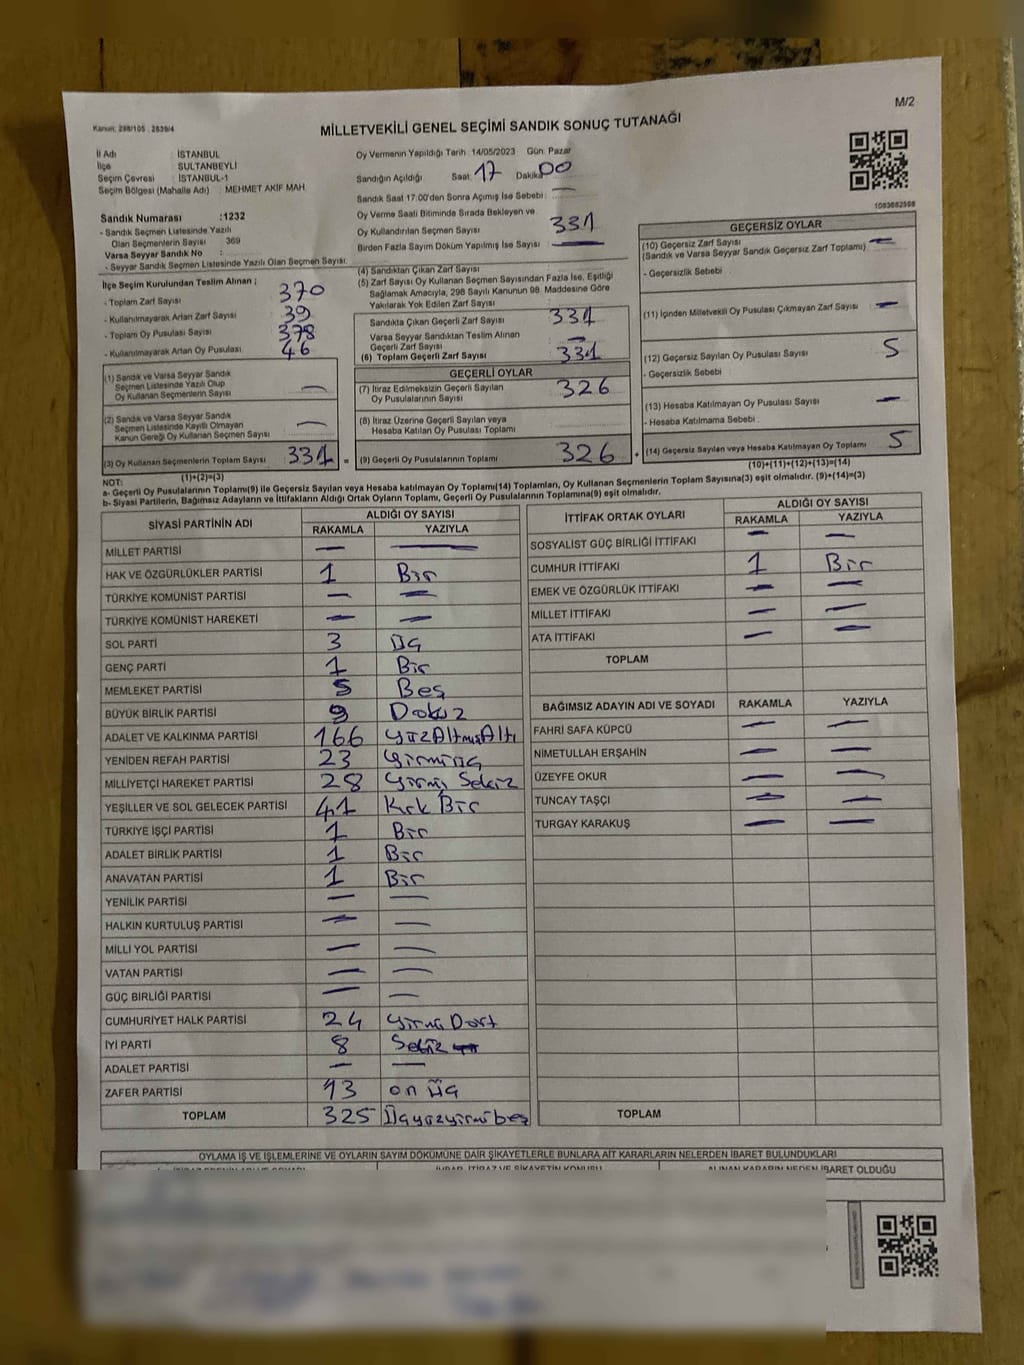 M/2
Kanun: 298/105 , 2839/4
MİLLETVEKİLİ GENEL SEÇİMİ SANDIK SONUÇ TUTANAĞI
İl Adı : İSTANBUL
İlçe : SULTANBEYLİ
Seçim Çevresi : İSTANBUL-1
Seçim Bölgesi (Mahalle Adı) : MEHMET AKİF MAH.
Oy Vermenin Yapıldığı Tarih 14/05/2023 Gün: Pazar
Sandığın Açıldığı Saat: 17 Dakika 00
Sandık Saat 17:00'den Sonra Açılmış İse Sebebi : —
Oy Verme Saati Bitiminde Sırada Bekleyen ve
Oy Kullandırılan Seçmen Sayısı 331
Birden Fazla Sayım Döküm Yapılmış İse Sayısı —
Sandık Numarası : 1232
- Sandık Seçmen Listesinde Yazılı
Olan Seçmenlerin Sayısı : 369
Varsa Seyyar Sandık No :
- Seyyar Sandık Seçmen Listesinde Yazılı Olan Seçmen Sayısı:
İlçe Seçim Kurulundan Teslim Alınan ;
- Toplam Zarf Sayısı 370
- Kullanılmayarak Artan Zarf Sayısı 39
- Toplam Oy Pusulası Sayısı 378
- Kullanılmayarak Artan Oy Pusulası 46
(1) Sandık ve Varsa Seyyar Sandık
Seçmen Listesinde Yazılı Olup
Oy Kullanan Seçmenlerin Sayısı —
(2) Sandık ve Varsa Seyyar Sandık
Seçmen Listesinde Kayıtlı Olmayan
Kanun Gereği Oy Kullanan Seçmen Sayısı —
(3) Oy Kullanan Seçmenlerin Toplam Sayısı 331 =
(1)+(2)=(3)
(4) Sandıktan Çıkan Zarf Sayısı
(5) Zarf Sayısı Oy Kullanan Seçmen Sayısından Fazla İse, Eşitliği
Sağlamak Amacıyla, 298 Sayılı Kanunun 98. Maddesine Göre
Yakılarak Yok Edilen Zarf Sayısı
Sandıkta Çıkan Geçerli Zarf Sayısı 331
Varsa Seyyar Sandıktan Teslim Alınan
Geçerli Zarf Sayısı —
(6) Toplam Geçerli Zarf Sayısı 331
GEÇERLİ OYLAR
(7) İtiraz Edilmeksizin Geçerli Sayılan
Oy Pusulalarının Sayısı 326
(8) İtiraz Üzerine Geçerli Sayılan veya
Hesaba Katılan Oy Pusulası Toplamı
(9) Geçerli Oy Pusulalarının Toplamı 326 +
1083682598
GEÇERSİZ OYLAR
(10) Geçersiz Zarf Sayısı —
(Sandık ve Varsa Seyyar Sandık Geçersiz Zarf Toplamı)
- Geçersizlik Sebebi :
(11) İçinden Milletvekili Oy Pusulası Çıkmayan Zarf Sayısı —
(12) Geçersiz Sayılan Oy Pusulası Sayısı 5
- Geçersizlik Sebebi :
(13) Hesaba Katılmayan Oy Pusulası Sayısı —
- Hesaba Katılmama Sebebi :
(14) Geçersiz Sayılan veya Hesaba Katılmayan Oy Toplamı 5
(10)+(11)+(12)+(13)=(14)
NOT:
a- Geçerli Oy Pusulalarının Toplamı(9) ile Geçersiz Sayılan veya Hesaba katılmayan Oy Toplamı(14) Toplamları, Oy Kullanan Seçmenlerin Toplam Sayısına(3) eşit olmalıdır. (9)+(14)=(3)
b- Siyasi Partilerin, Bağımsız Adayların ve İttifakların Aldığı Ortak Oyların Toplamı, Geçerli Oy Pusulalarının Toplamına(9) eşit olmalıdır.
SİYASİ PARTİNİN ADI ALDIĞI OY SAYISI
RAKAMLA YAZIYLA
MİLLET PARTİSİ — —
HAK VE ÖZGÜRLÜKLER PARTİSİ 1 Bir
TÜRKİYE KOMÜNİST PARTİSİ — —
TÜRKİYE KOMÜNİST HAREKETİ — —
SOL PARTİ 3 Üç
GENÇ PARTİ 1 Bir
MEMLEKET PARTİSİ 5 Beş
BÜYÜK BİRLİK PARTİSİ 9 Dokuz
ADALET VE KALKINMA PARTİSİ 166 YüzAltmışAltı
YENİDEN REFAH PARTİSİ 23 Yirmi Üç
MİLLİYETÇİ HAREKET PARTİSİ 28 Yirmi Sekiz
YEŞİLLER VE SOL GELECEK PARTİSİ 41 Kırk Bir
TÜRKİYE İŞÇİ PARTİSİ 1 Bir
ADALET BİRLİK PARTİSİ 1 Bir
ANAVATAN PARTİSİ 1 Bir
YENİLİK PARTİSİ — —
HALKIN KURTULUŞ PARTİSİ — —
MİLLİ YOL PARTİSİ — —
VATAN PARTİSİ — —
GÜÇ BİRLİĞİ PARTİSİ — —
CUMHURİYET HALK PARTİSİ 24 Yirmi Dört
İYİ PARTİ 8 Sekiz
ADALET PARTİSİ — —
ZAFER PARTİSİ 13 on üç
TOPLAM 325 Üçyüzyirmibeş
İTTİFAK ORTAK OYLARI ALDIĞI OY SAYISI
RAKAMLA YAZIYLA
SOSYALİST GÜÇ BİRLİĞİ İTTİFAKI — —
CUMHUR İTTİFAKI 1 Bir
EMEK VE ÖZGÜRLÜK İTTİFAKI — —
MİLLET İTTİFAKI — —
ATA İTTİFAKI — —
TOPLAM
BAĞIMSIZ ADAYIN ADI VE SOYADI RAKAMLA YAZIYLA
FAHRİ SAFA KÜPCÜ — —
NİMETULLAH ERŞAHİN — —
ÜZEYFE OKUR — —
TUNCAY TAŞÇI — —
TURGAY KARAKUŞ — —
TOPLAM
OYLAMA İŞ VE İŞLEMLERİNE VE OYLARIN SAYIM DÖKÜMÜNE DAİR ŞİKAYETLERLE BUNLARA AİT KARARLARIN NELERDEN İBARET BULUNDUKLARI
İHBAR, İTİRAZ VE ŞİKAYETİN KONUSU ALINAN KARARIN NEDEN İBARET OLDUĞU